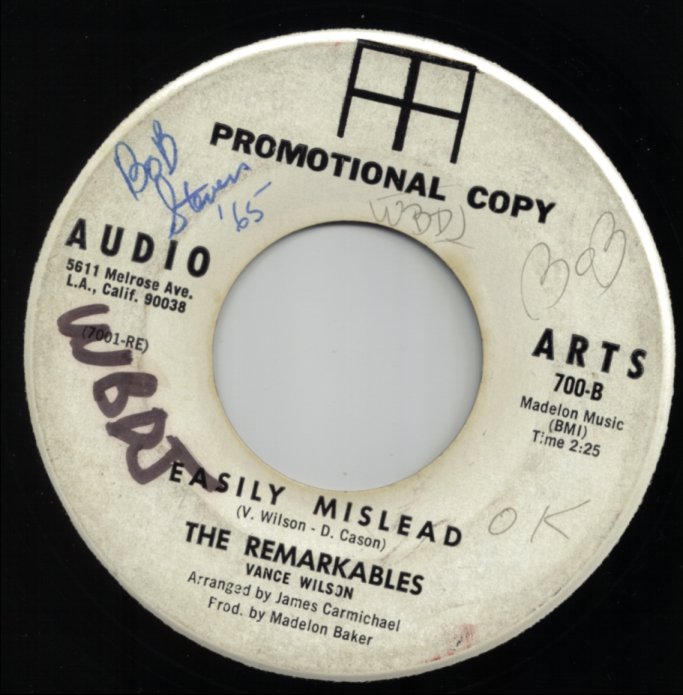 PROMOTIONAL COPY
BoB
Stevens
'65
WBDJ
BoB
AUDIO
5611 Melrose Ave.
L.A., Calif. 90038
(7001-RE)
WBDJ
ARTS
700-B
Madelon Music
(BMI)
Time 2:25
EASILY MISLEAD
(V. Wilson - D. Cason)
OK
THE REMARKABLES
VANCE WILSON
Arranged by James Carmichael
Prod. by Madelon Baker